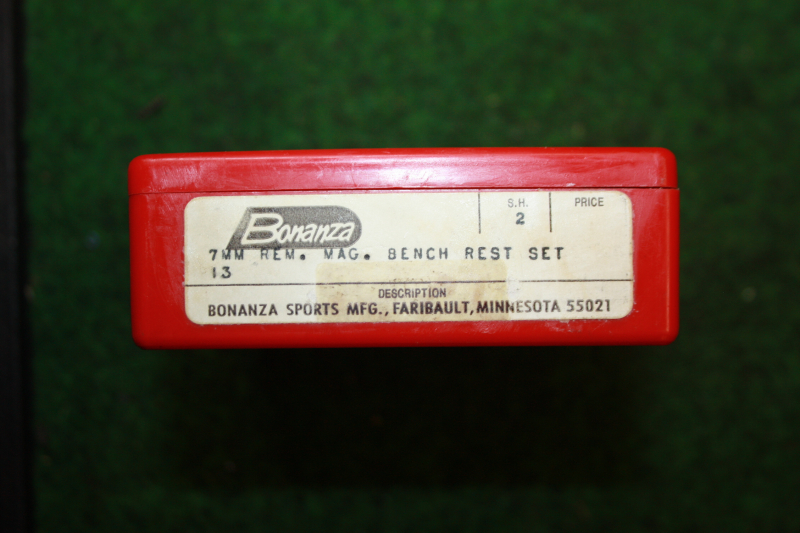 Bonanza
S.H.
2
PRICE
7MM REM. MAG. BENCH REST SET
13
DESCRIPTION
BONANZA SPORTS MFG., FARIBAULT, MINNESOTA 55021